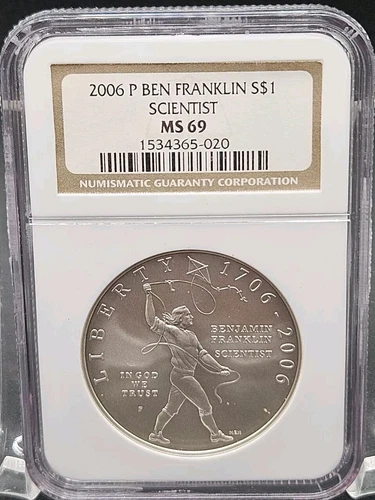 2006 P BEN FRANKLIN S$1
SCIENTIST
MS 69
1534365-020
NUMISMATIC GUARANTY CORPORATION
LIBERTY 1706-2006
BENJAMIN
FRANKLIN
SCIENTIST
IN GOD
WE
TRUST
P